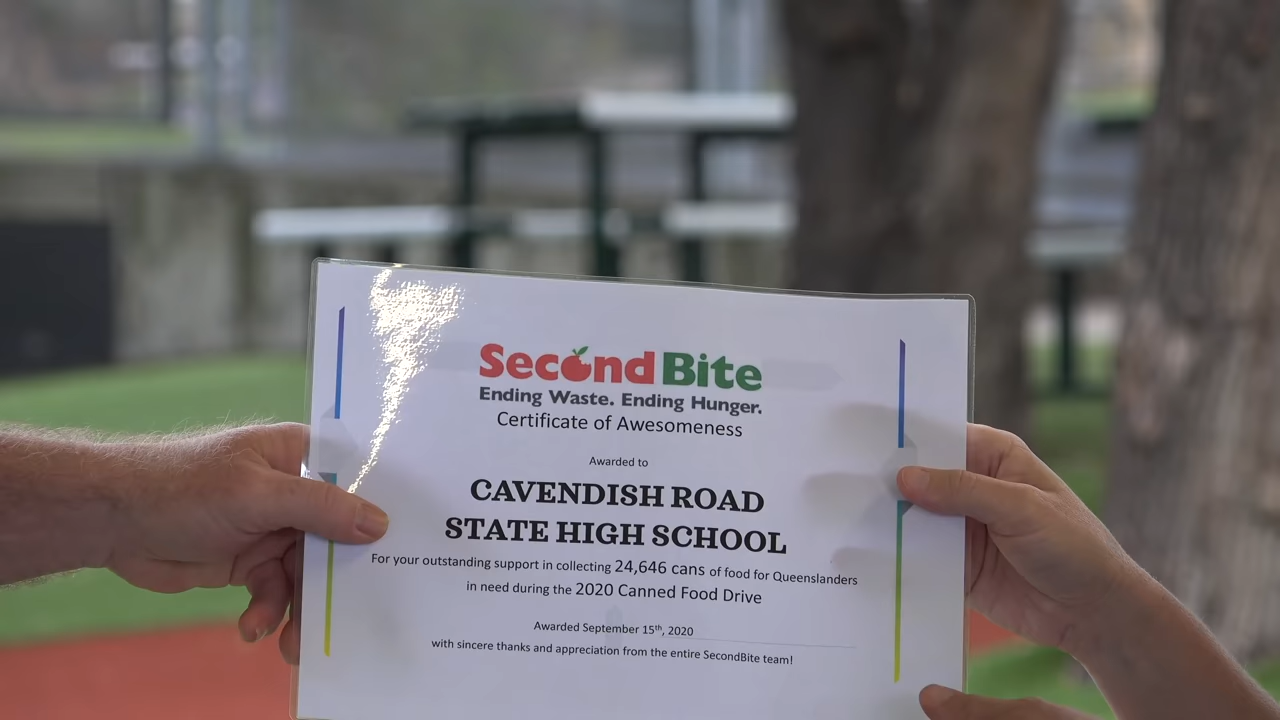 SecondBite
Ending Waste. Ending Hunger.
Certificate of Awesomeness
Awarded to
CAVENDISH ROAD
STATE HIGH SCHOOL
For your outstanding support in collecting 24,646 cans of food for Queenslanders
in need during the 2020 Canned Food Drive
Awarded September 15th, 2020
with sincere thanks and appreciation from the entire SecondBite team!